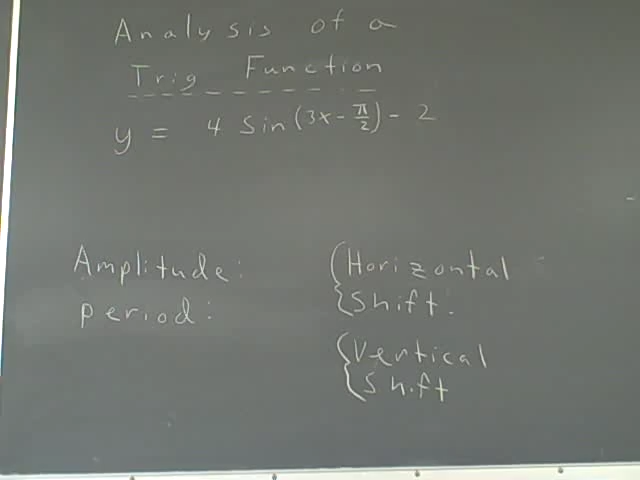 Analysis of a
Trig Function
y = 4 sin(3x - π/2) - 2
Amplitude:
period:
Horizontal
Shift:
Vertical
Shift